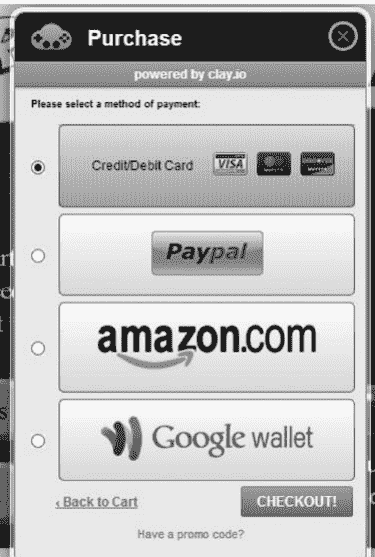 Purchase
powered by clay.io
Please select a method of payment:
Credit/Debit Card VISA
Paypal
amazon.com
Google wallet
‹ Back to Cart CHECKOUT!
Have a promo code?